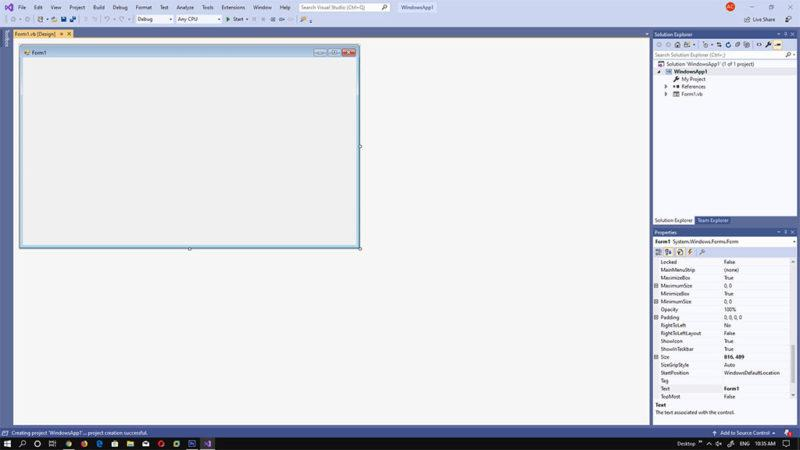 File Edit View Project Build Debug Format Test Analyze Tools Extensions Window Help Search Visual Studio (Ctrl+Q) WindowsApp1 AC
Debug Any CPU Start Live Share
Toolbox
Form1.vb [Design]
Form1
Solution Explorer
Search Solution Explorer (Ctrl+;)
Solution 'WindowsApp1' (1 of 1 project)
WindowsApp1
My Project
References
Form1.vb
Solution Explorer Team Explorer
Properties
Form1 System.Windows.Forms.Form
Locked False
MainMenuStrip (none)
MaximizeBox True
MaximumSize 0, 0
MinimizeBox True
MinimumSize 0, 0
Opacity 100%
Padding 0, 0, 0, 0
RightToLeft No
RightToLeftLayout False
ShowIcon True
ShowInTaskbar True
Size 816, 489
SizeGripStyle Auto
StartPosition WindowsDefaultLocation
Tag
Text Form1
TopMost False
Text
The text associated with the control.
Creating project 'WindowsApp1'... project creation successful. Add to Source Control
Desktop ENG 10:35 AM